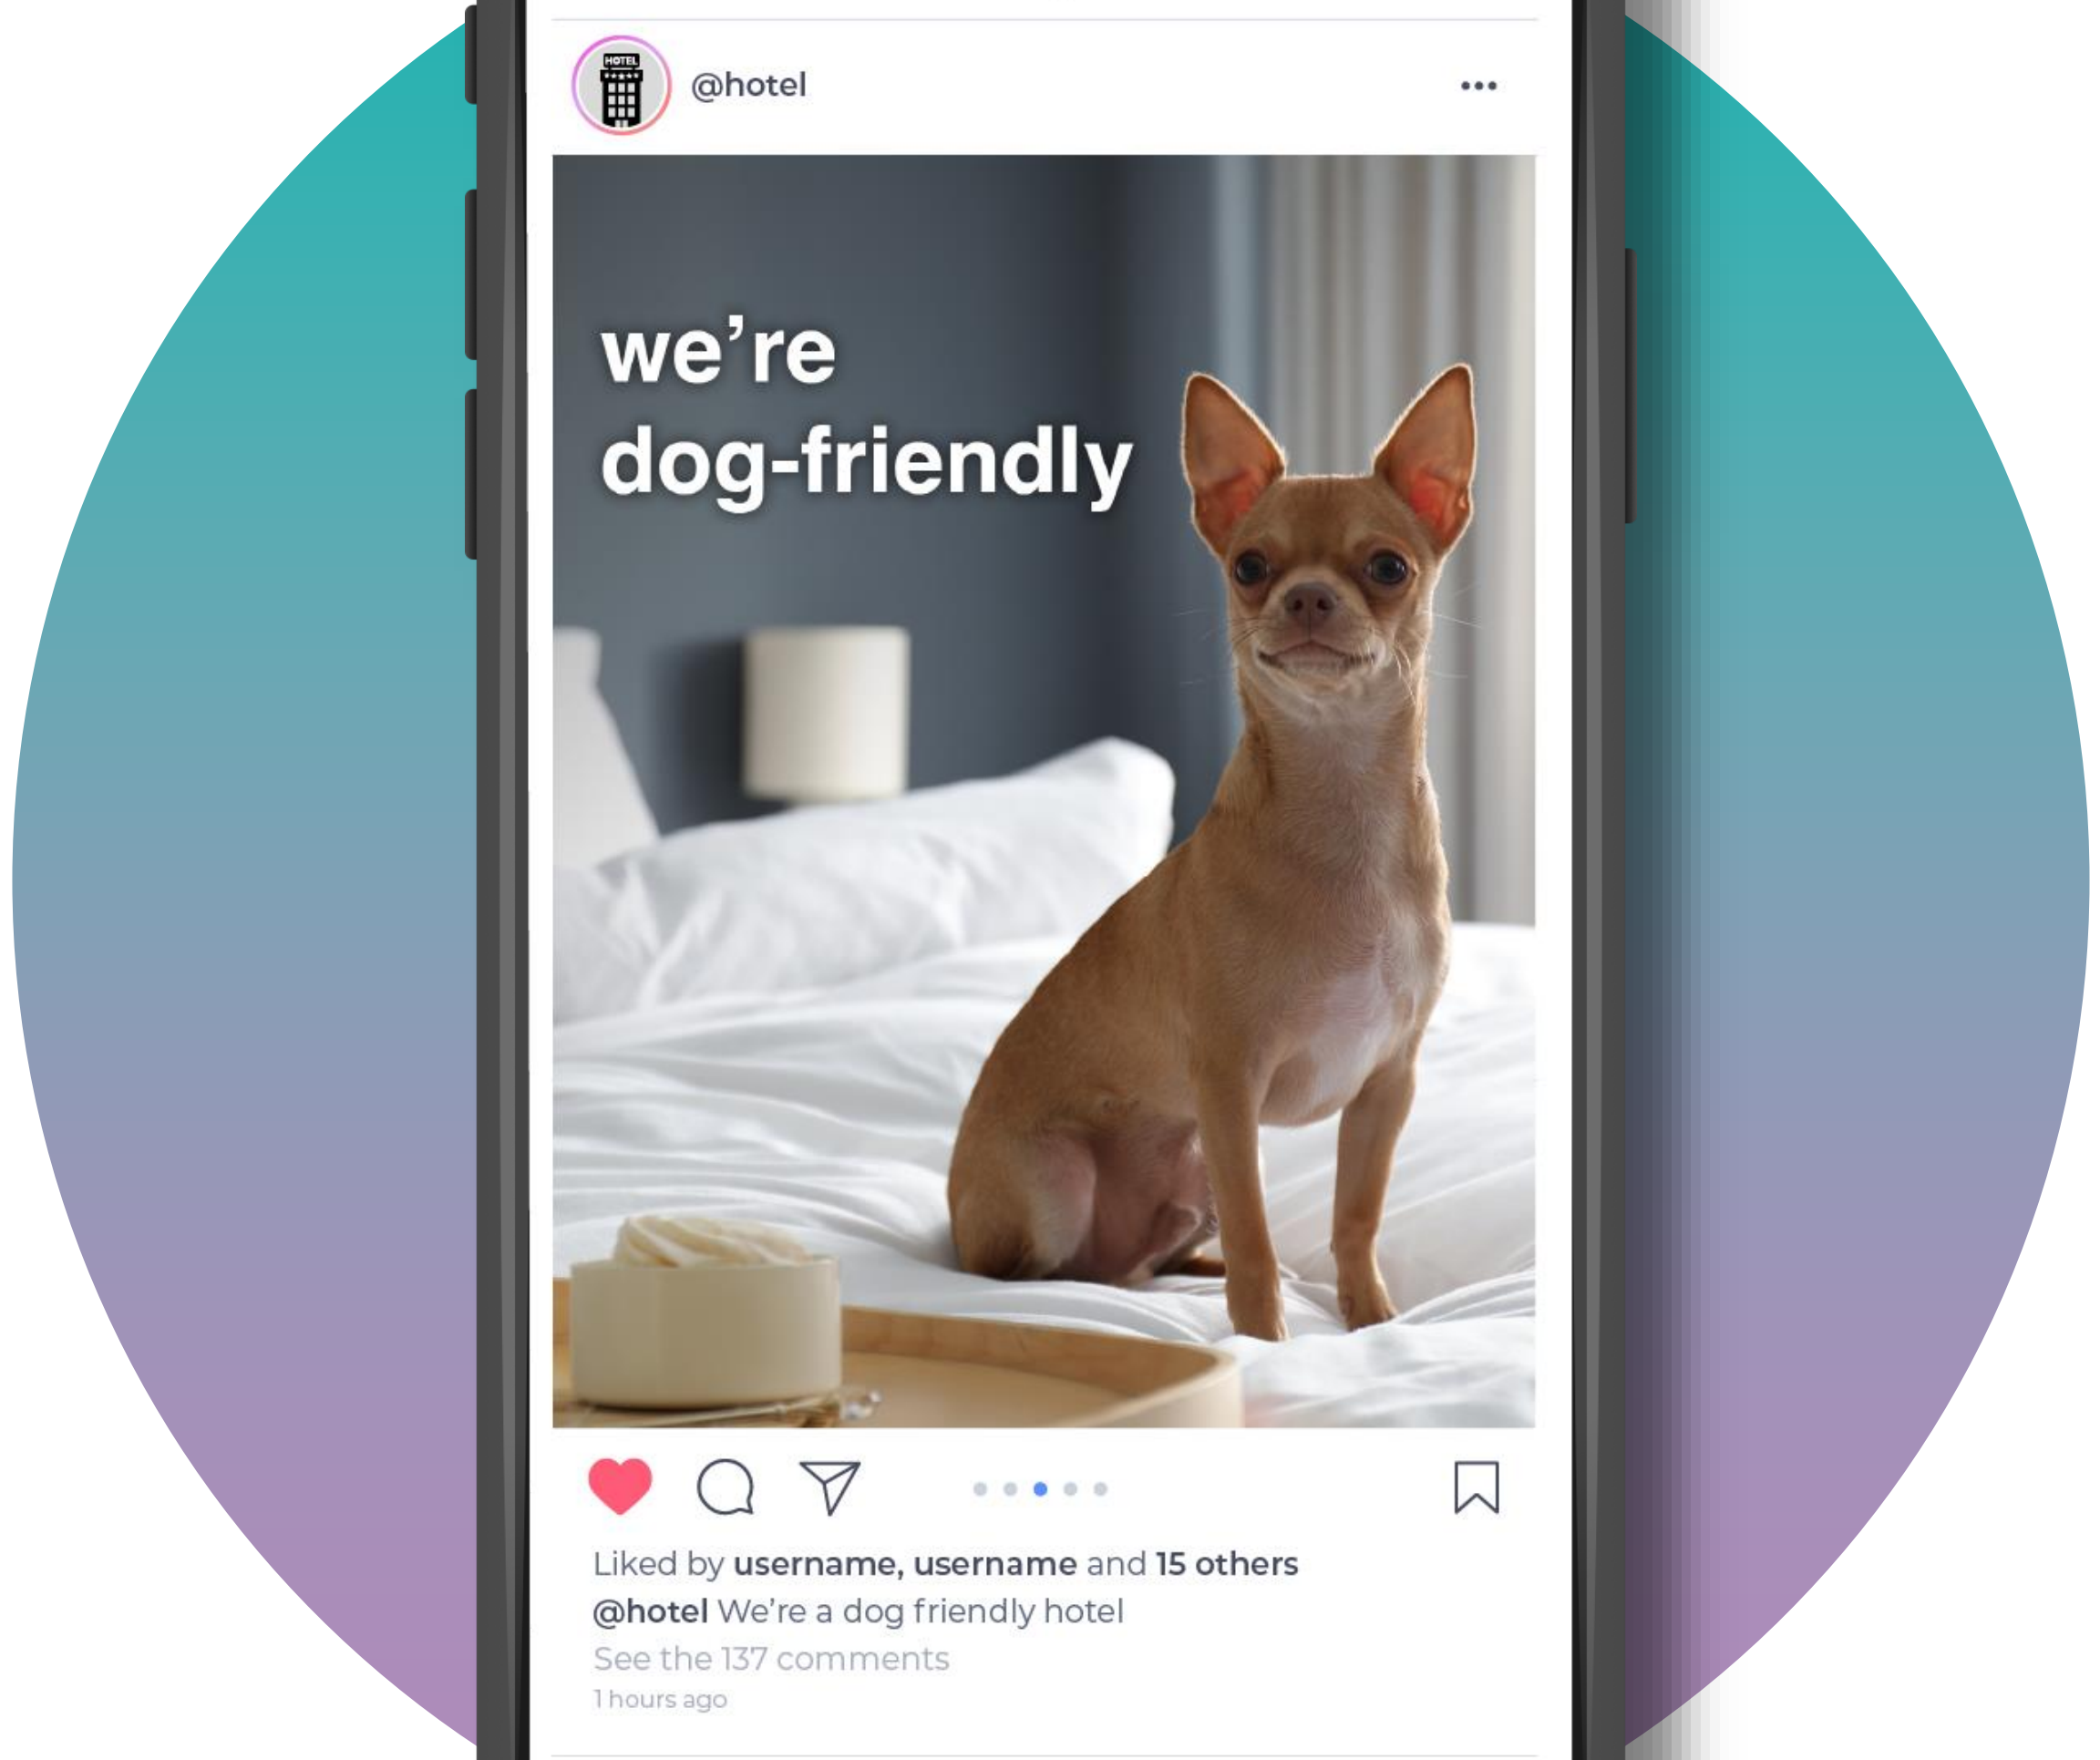 HOTEL
@hotel
we're
dog-friendly
Liked by username, username and 15 others
@hotel We're a dog friendly hotel
See the 137 comments
1 hours ago